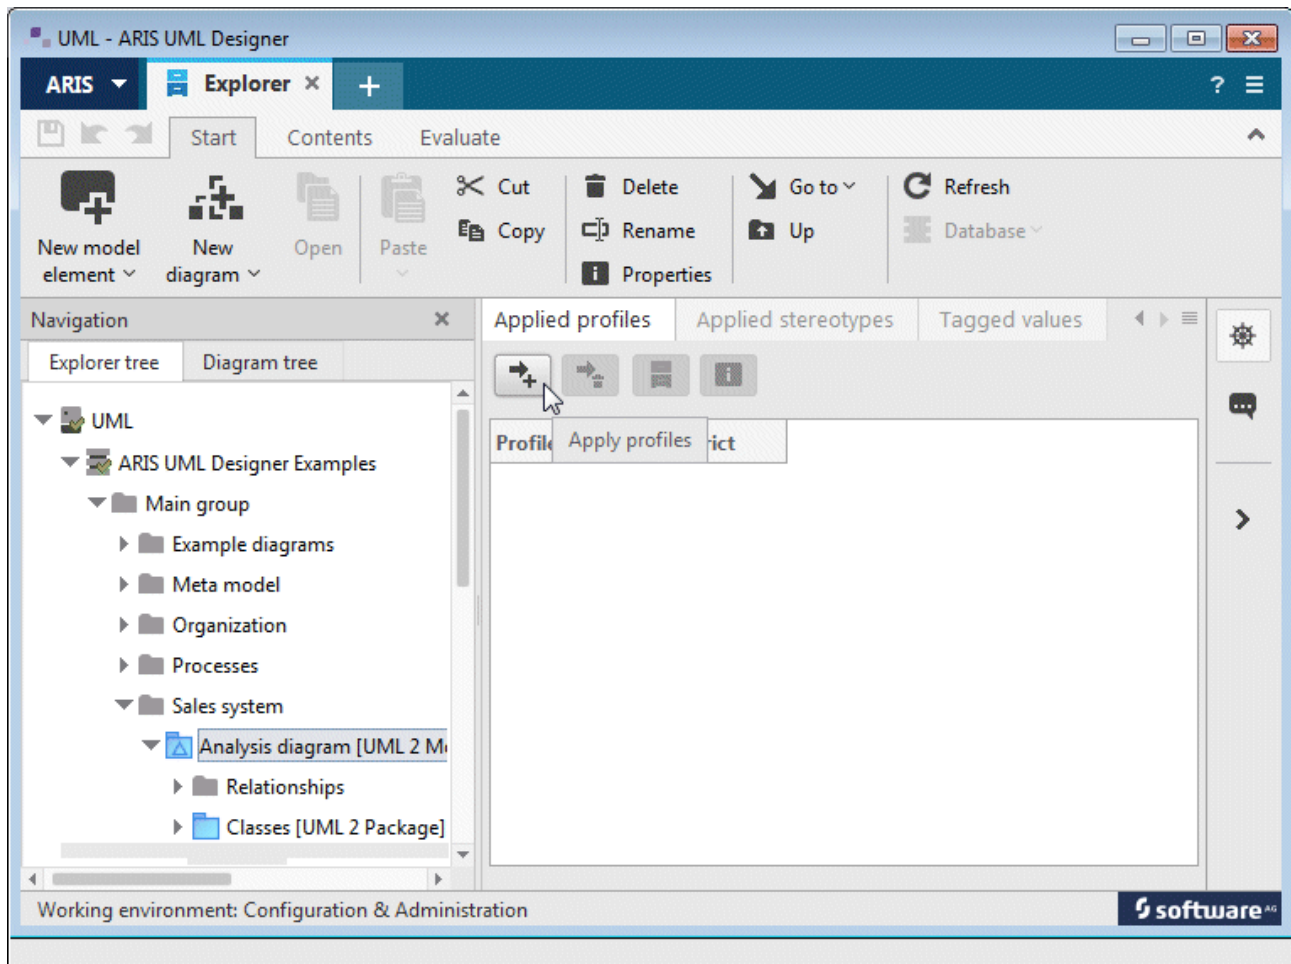 UML - ARIS UML Designer
ARIS Explorer
?
Start Contents Evaluate
Cut Delete Go to Refresh
New model element New diagram Open Paste Copy Rename Up Database
Properties
Navigation
Applied profiles Applied stereotypes Tagged values
Explorer tree Diagram tree
UML
Apply profiles
ARIS UML Designer Examples
Main group
Example diagrams
Meta model
Organization
Processes
Sales system
Analysis diagram [UML 2 M
Relationships
Classes [UML 2 Package]
Working environment: Configuration & Administration
software AG